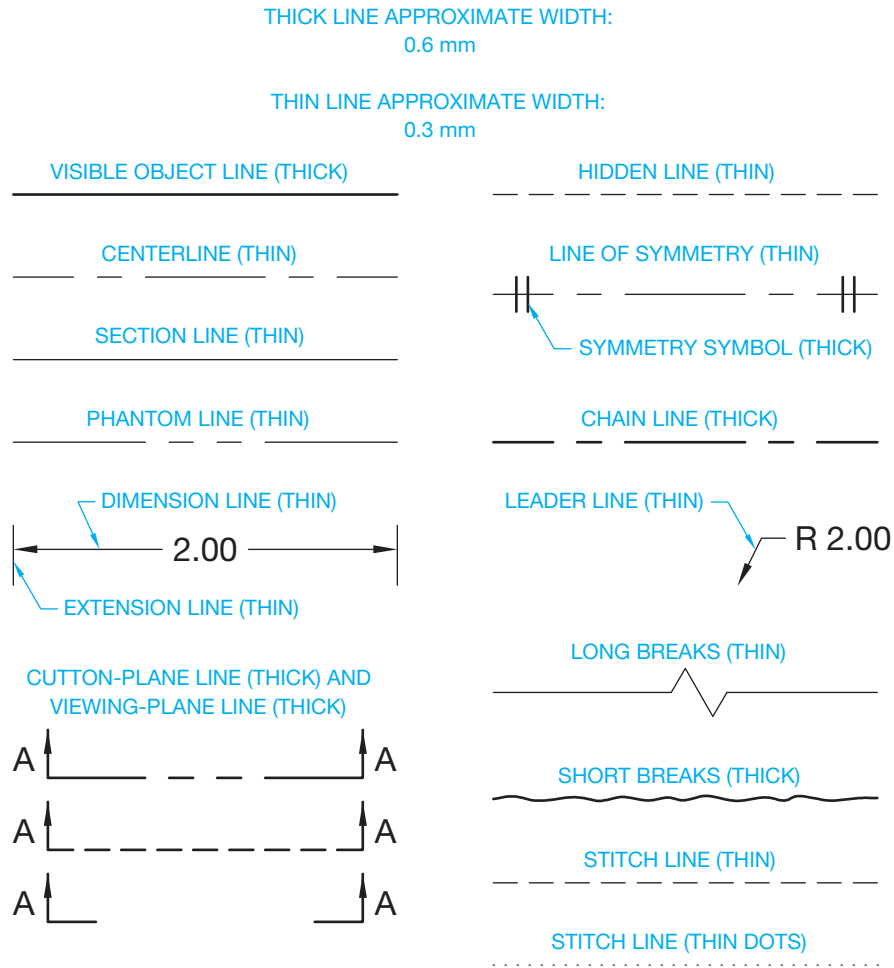 THICK LINE APPROXIMATE WIDTH:
0.6 mm
THIN LINE APPROXIMATE WIDTH:
0.3 mm
VISIBLE OBJECT LINE (THICK)
HIDDEN LINE (THIN)
CENTERLINE (THIN)
LINE OF SYMMETRY (THIN)
SECTION LINE (THIN)
SYMMETRY SYMBOL (THICK)
PHANTOM LINE (THIN)
CHAIN LINE (THICK)
DIMENSION LINE (THIN)
2.00
EXTENSION LINE (THIN)
LEADER LINE (THIN)
R 2.00
CUTTON-PLANE LINE (THICK) AND
VIEWING-PLANE LINE (THICK)
A A
A A
A A
LONG BREAKS (THIN)
SHORT BREAKS (THICK)
STITCH LINE (THIN)
STITCH LINE (THIN DOTS)